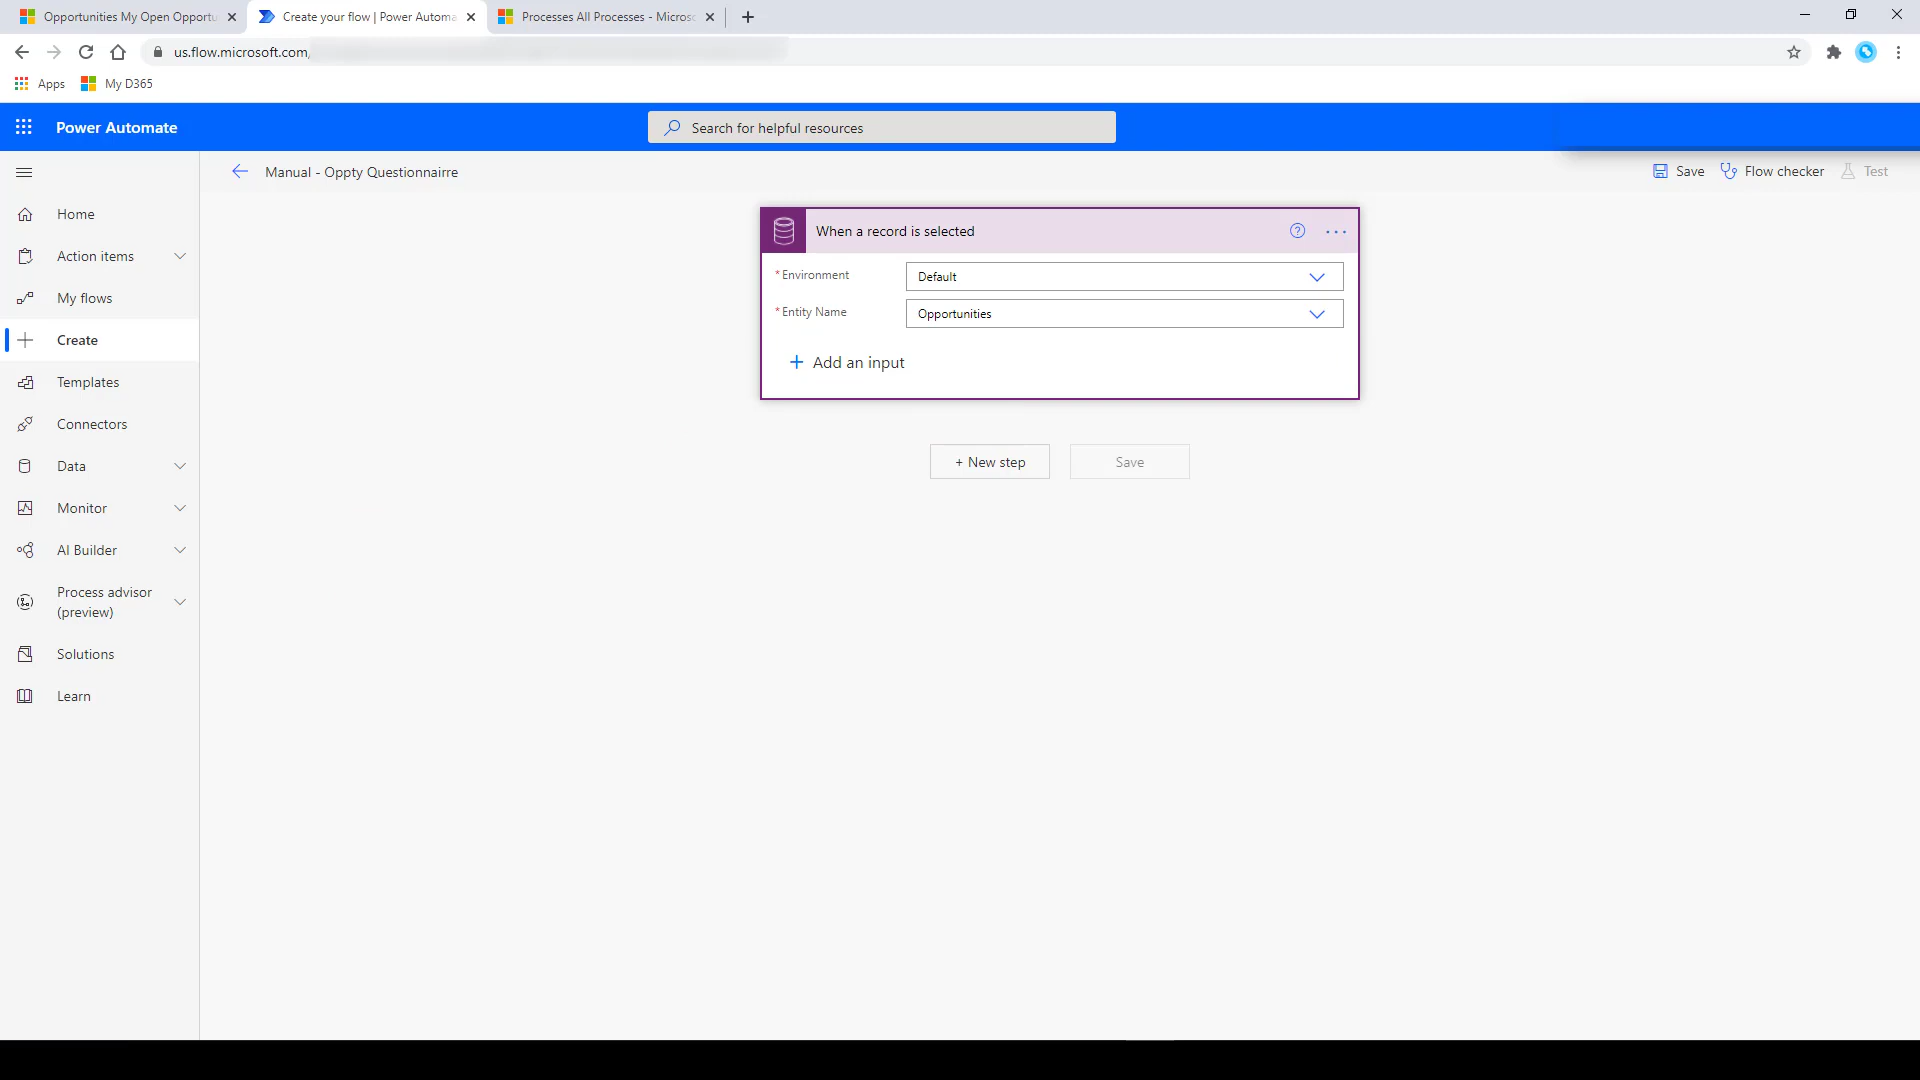 Opportunities My Open Opportu
Create your flow | Power Automa
Processes All Processes - Micros
us.flow.microsoft.com,
Apps
My D365
Power Automate
Search for helpful resources
Manual - Oppty Questionnairre
Save
Flow checker
Test
Home
Action items
My flows
Create
Templates
Connectors
Data
Monitor
AI Builder
Process advisor
(preview)
Solutions
Learn
When a record is selected
* Environment
Default
* Entity Name
Opportunities
+ Add an input
+ New step
Save